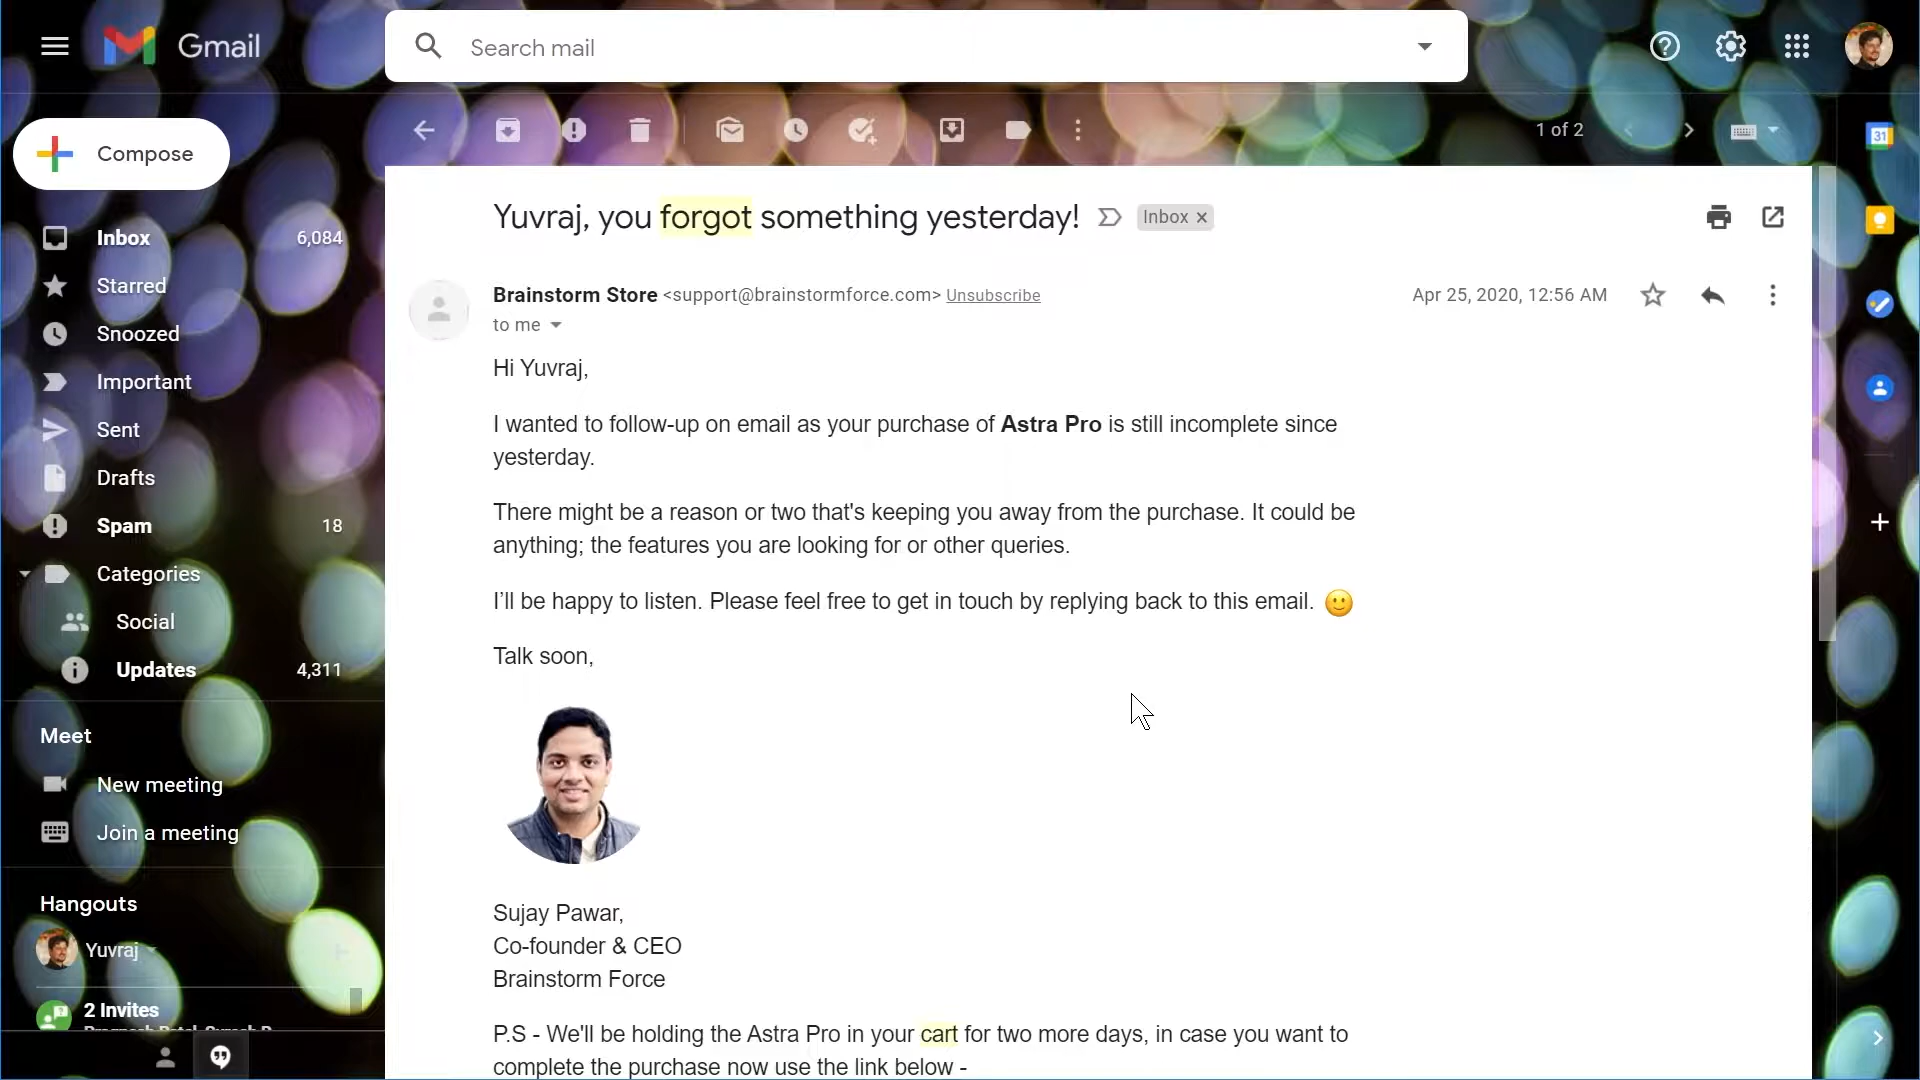 Gmail
Search mail
Compose
1 of 2
31
Inbox 6,084
Starred
Snoozed
Important
Sent
Drafts
Spam 18
Categories
Social
Updates 4,311
Meet
New meeting
Join a meeting
Hangouts
Yuvraj
2 Invites
Yuvraj, you forgot something yesterday!
Inbox ×
Brainstorm Store <support@brainstormforce.com> Unsubscribe
Apr 25, 2020, 12:56 AM
to me
Hi Yuvraj,
I wanted to follow-up on email as your purchase of Astra Pro is still incomplete since
yesterday.
There might be a reason or two that's keeping you away from the purchase. It could be
anything; the features you are looking for or other queries.
I’ll be happy to listen. Please feel free to get in touch by replying back to this email. 🙂
Talk soon,
Sujay Pawar,
Co-founder & CEO
Brainstorm Force
P.S - We'll be holding the Astra Pro in your cart for two more days, in case you want to
complete the purchase now use the link below -